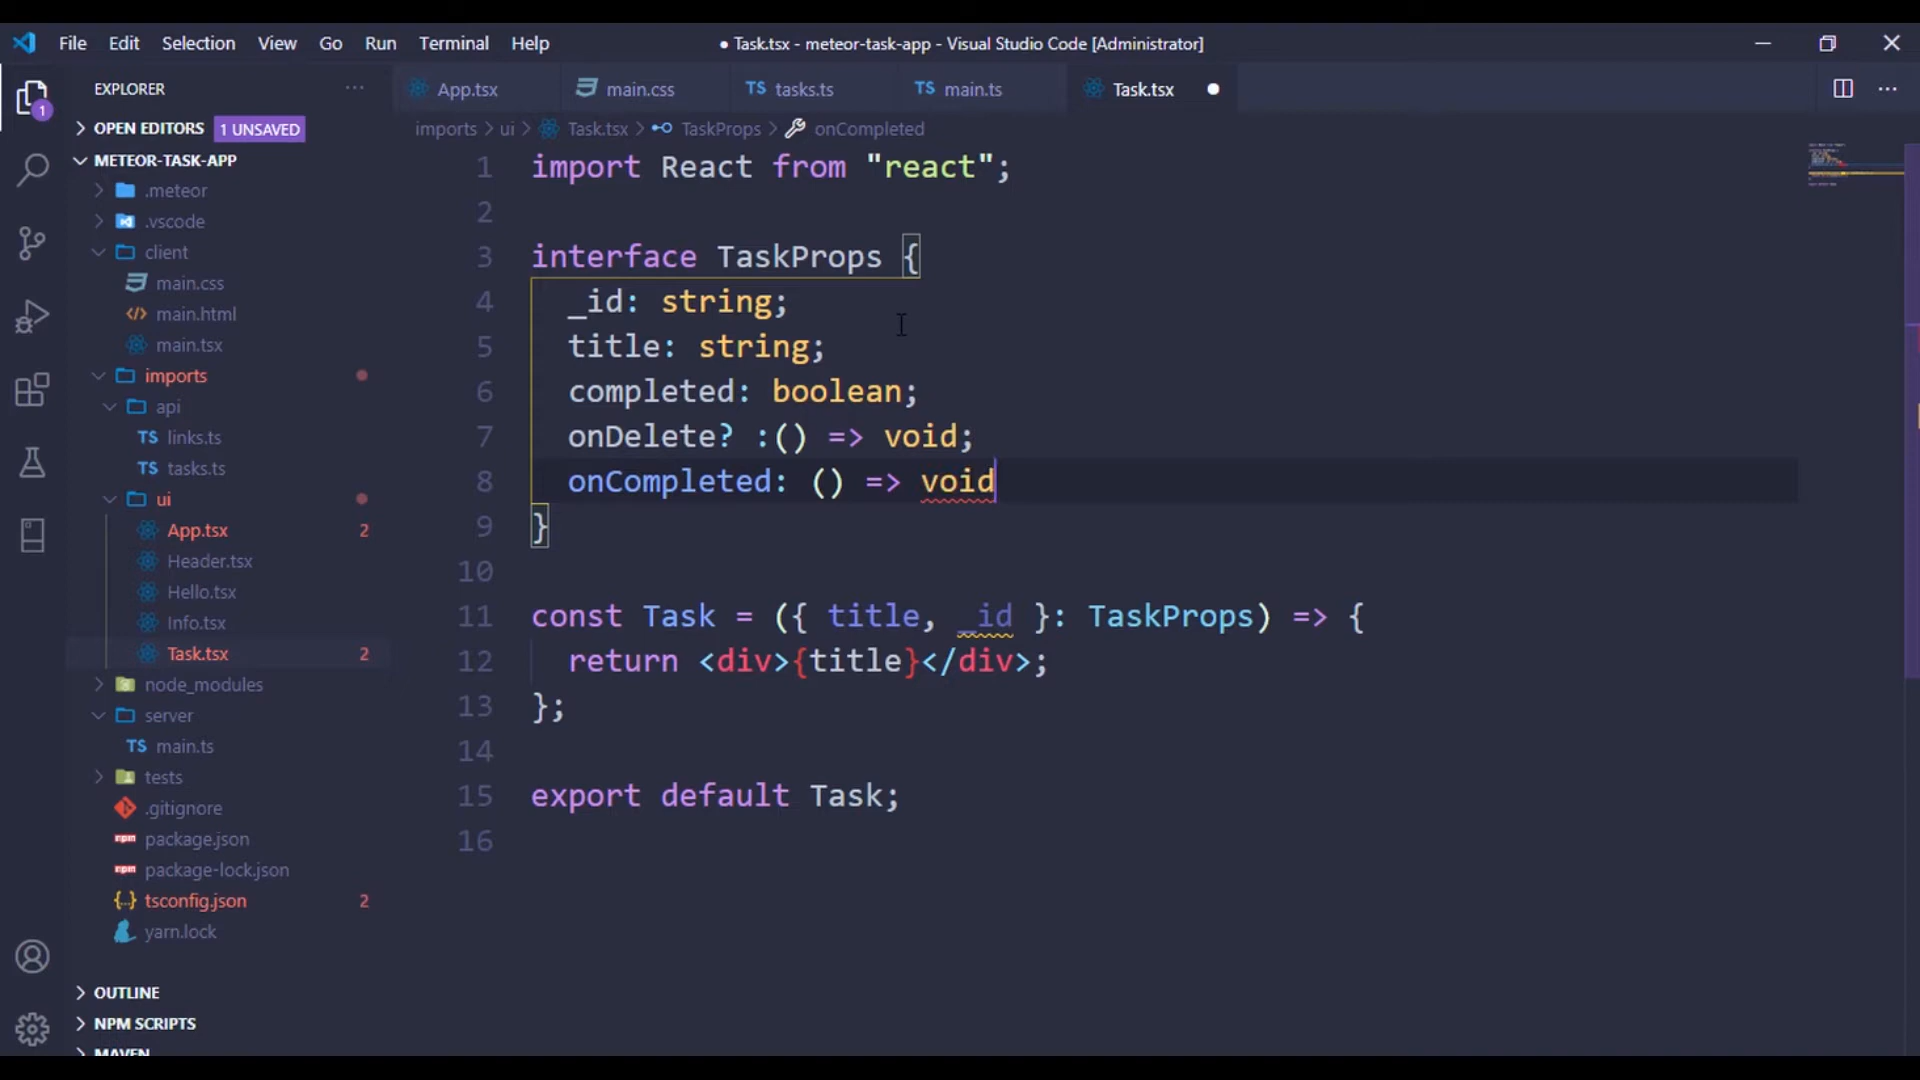 File Edit Selection View Go Run Terminal Help ● Task.tsx - meteor-task-app - Visual Studio Code [Administrator]
EXPLORER ···
1
OPEN EDITORS 1 UNSAVED
METEOR-TASK-APP
.meteor
.vscode
client
main.css
main.html
main.tsx
imports
api
TS links.ts
TS tasks.ts
ui
App.tsx 2
Header.tsx
Hello.tsx
Info.tsx
Task.tsx 2
node_modules
server
TS main.ts
tests
.gitignore
package.json
package-lock.json
{..} tsconfig.json 2
yarn.lock
OUTLINE
NPM SCRIPTS
MAVEN
App.tsx main.css TS tasks.ts TS main.ts Task.tsx ●
imports > ui > Task.tsx > TaskProps > onCompleted
1 import React from "react";
2
3 interface TaskProps {
4 _id: string;
5 title: string;
6 completed: boolean;
7 onDelete? :() => void;
8 onCompleted: () => void
9 }
10
11 const Task = ({ title, _id }: TaskProps) => {
12 return <div>{title}</div>;
13 };
14
15 export default Task;
16